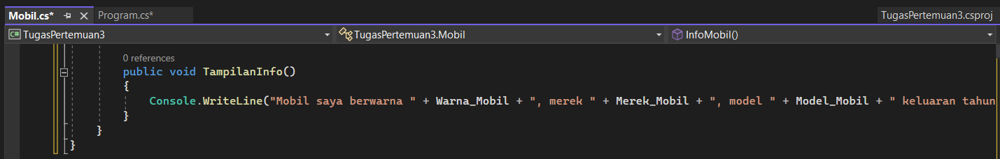 Mobil.cs* Program.cs* TugasPertemuan3.csproj
C# TugasPertemuan3 TugasPertemuan3.Mobil InfoMobil()
0 references
public void TampilanInfo()
{
Console.WriteLine("Mobil saya berwarna " + Warna_Mobil + ", merek " + Merek_Mobil + ", model " + Model_Mobil + " keluaran tahun
}
}
}